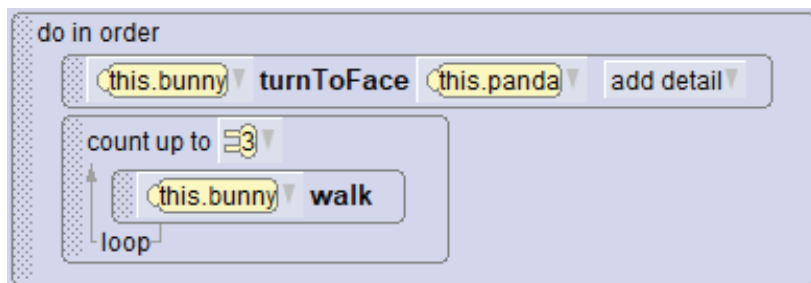 do in order
this.bunny turnToFace this.panda add detail
count up to 3
this.bunny walk
loop